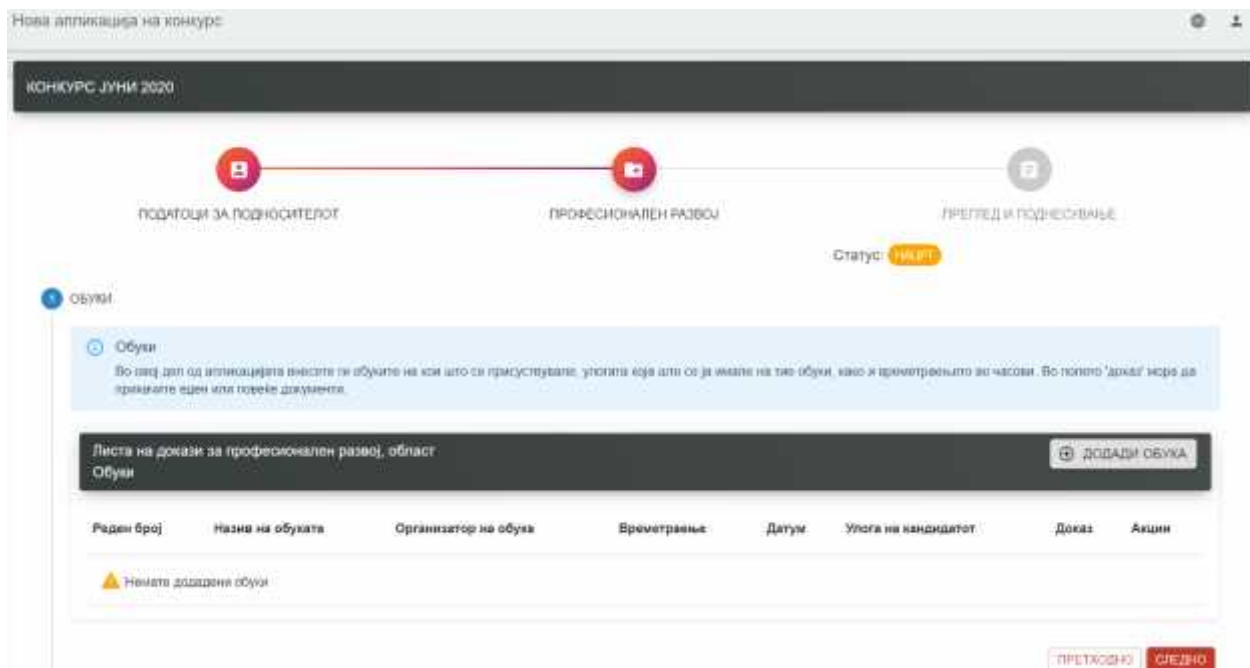 Нова апликација на конкурс
КОНКУРС ЈУНИ 2020
ПОДАТОЦИ ЗА ПОДНОСИТЕЛОТ
ПРОФЕСИОНАЛЕН РАЗВОЈ
ПРЕГЛЕД И ПОДНЕСУВАЊЕ
Статус: НАЦРТ
1 ОБУКИ
Обуки
Во овој дел од апликацијата внесете ги обуките на кои што сте присуствувале, улогата која што сте ја имале на тие обуки, како и времетраењето во часови. Во полето 'доказ' мора да
прикачите еден или повеќе документи.
Листа на докази за професионален развој, област
Обуки
ДОДАДИ ОБУКА
Реден број Назив на обуката Организатор на обука Времетраење Датум Улога на кандидатот Доказ Акции
Немате додадени обуки
ПРЕТХОДНО СЛЕДНО